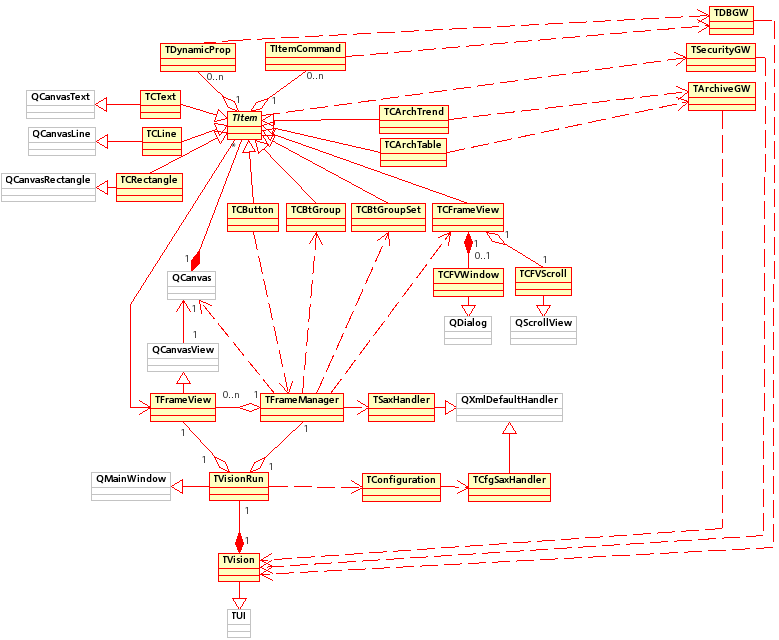 TDBGW
TDynamicProp
TItemCommand
TSecurityGW
0..n
0..n
TArchiveGW
QCanvasText
TCText
1
1
TItem
TCArchTrend
QCanvasLine
TCLine
TCArchTable
QCanvasRectangle
TCRectangle
TCButton
TCBtGroup
TCBtGroupSet
TCFrameView
1
1
0..1
1
1
QCanvas
TCFVWindow
TCFVScroll
1
QDialog
QScrollView
1
QCanvasView
0..n
1
TFrameView
TFrameManager
TSaxHandler
QXmlDefaultHandler
1
1
1
1
QMainWindow
TVisionRun
TConfiguration
TCfgSaxHandler
1
1
TVision
TUI